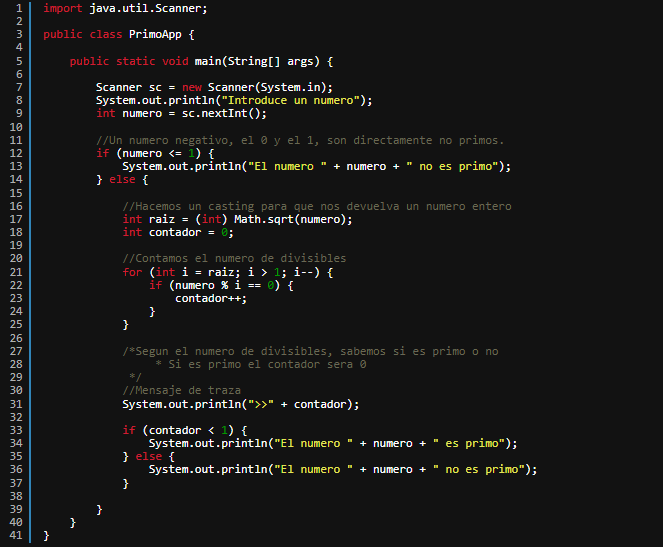 1 import java.util.Scanner;
2
3 public class PrimoApp {
4
5 public static void main(String[] args) {
6
7 Scanner sc = new Scanner(System.in);
8 System.out.println("Introduce un numero");
9 int numero = sc.nextInt();
10
11 //Un numero negativo, el 0 y el 1, son directamente no primos.
12 if (numero <= 1) {
13 System.out.println("El numero " + numero + " no es primo");
14 } else {
15
16 //Hacemos un casting para que nos devuelva un numero entero
17 int raiz = (int) Math.sqrt(numero);
18 int contador = 0;
19
20 //Contamos el numero de divisibles
21 for (int i = raiz; i > 1; i--) {
22 if (numero % i == 0) {
23 contador++;
24 }
25 }
26
27 /*Segun el numero de divisibles, sabemos si es primo o no
28 * Si es primo el contador sera 0
29 */
30 //Mensaje de traza
31 System.out.println(">>" + contador);
32
33 if (contador < 1) {
34 System.out.println("El numero " + numero + " es primo");
35 } else {
36 System.out.println("El numero " + numero + " no es primo");
37 }
38
39 }
40 }
41 }